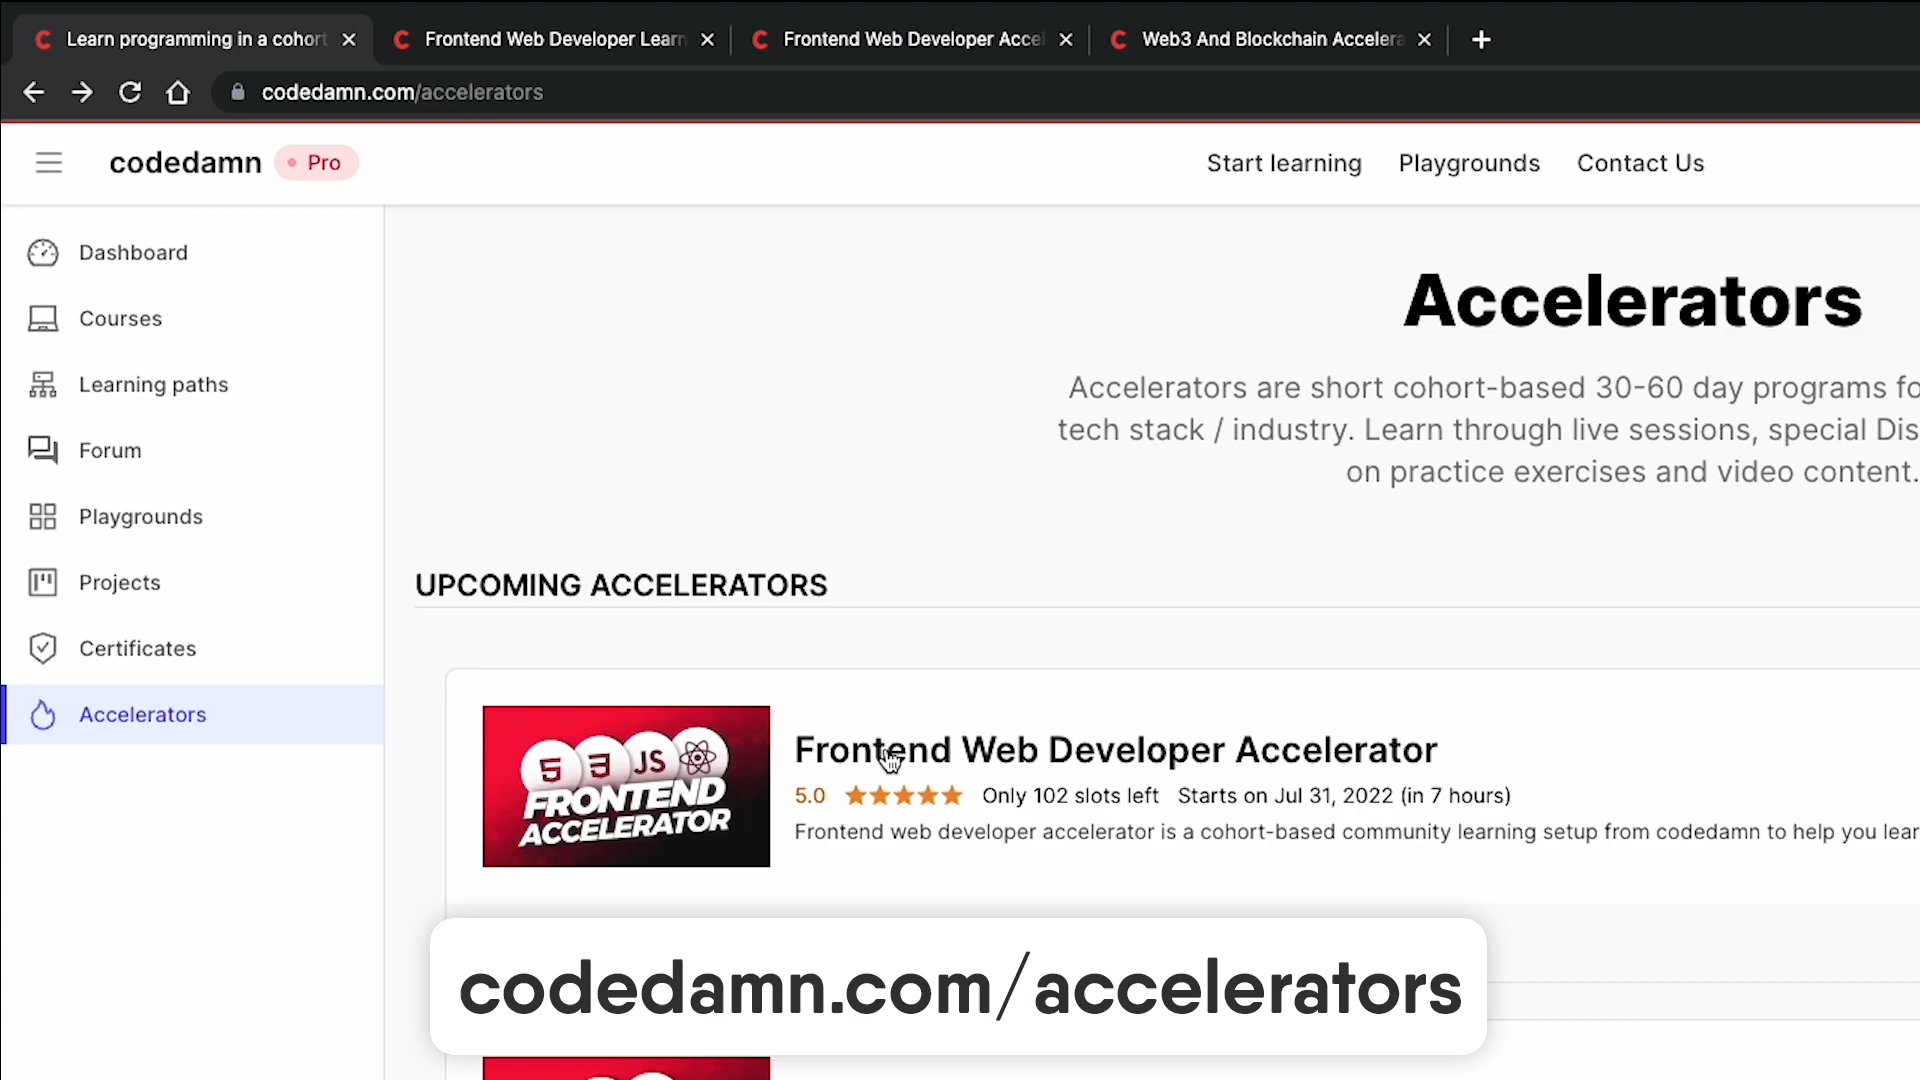 Learn programming in a cohort
Frontend Web Developer Learn
Frontend Web Developer Accel
Web3 And Blockchain Accelera
codedamn.com/accelerators
codedamn
Pro
Start learning
Playgrounds
Contact Us
Dashboard
Courses
Learning paths
Forum
Playgrounds
Projects
Certificates
Accelerators
Accelerators
Accelerators are short cohort-based 30-60 day programs fo
tech stack / industry. Learn through live sessions, special Dis
on practice exercises and video content.
UPCOMING ACCELERATORS
5 3 JS
FRONTEND
ACCELERATOR
Frontend Web Developer Accelerator
5.0 Only 102 slots left Starts on Jul 31, 2022 (in 7 hours)
Frontend web developer accelerator is a cohort-based community learning setup from codedamn to help you lear
codedamn.com/accelerators